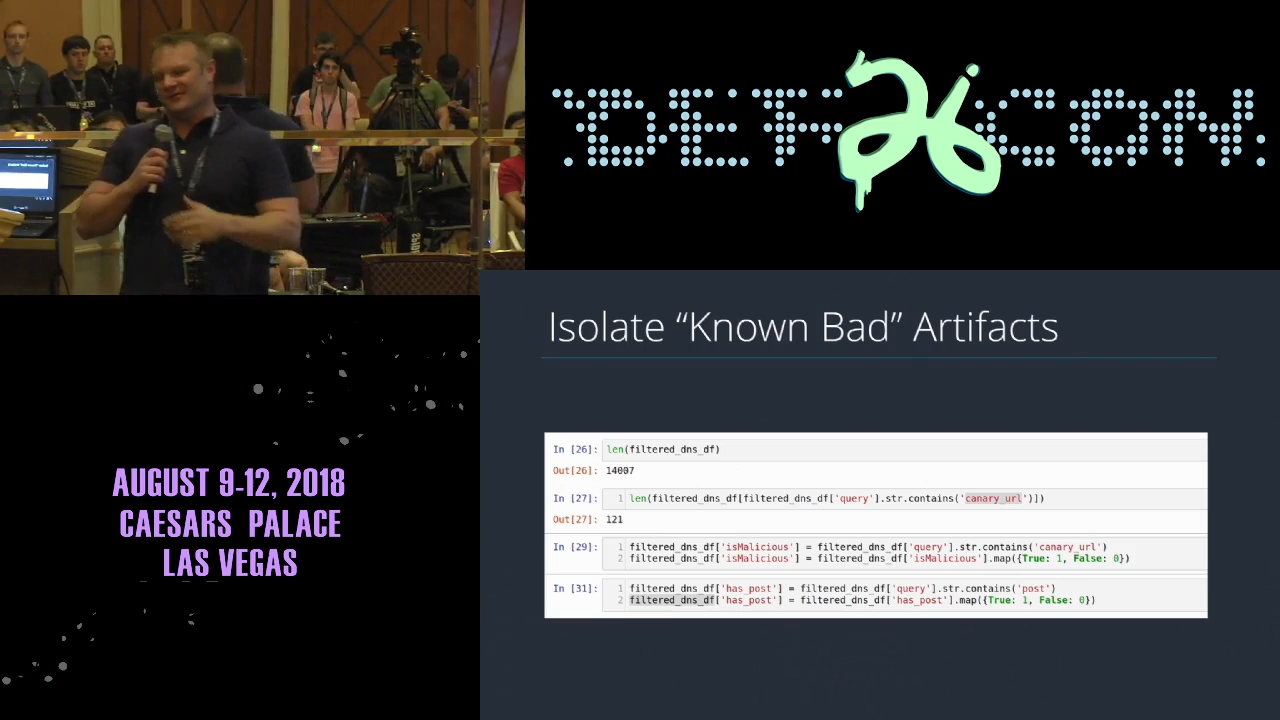 DEF 26 CON.
Isolate “Known Bad” Artifacts
In [26]: len(filtered_dns_df)
Out[26]: 14007
In [27]: 1 len(filtered_dns_df[filtered_dns_df['query'].str.contains('canary_url')])
Out[27]: 121
In [29]: 1 filtered_dns_df['isMalicious'] = filtered_dns_df['query'].str.contains('canary_url')
2 filtered_dns_df['isMalicious'] = filtered_dns_df['isMalicious'].map({True: 1, False: 0})
In [31]: 1 filtered_dns_df['has_post'] = filtered_dns_df['query'].str.contains('post')
2 filtered_dns_df['has_post'] = filtered_dns_df['has_post'].map({True: 1, False: 0})
AUGUST 9-12, 2018
CAESARS PALACE
LAS VEGAS